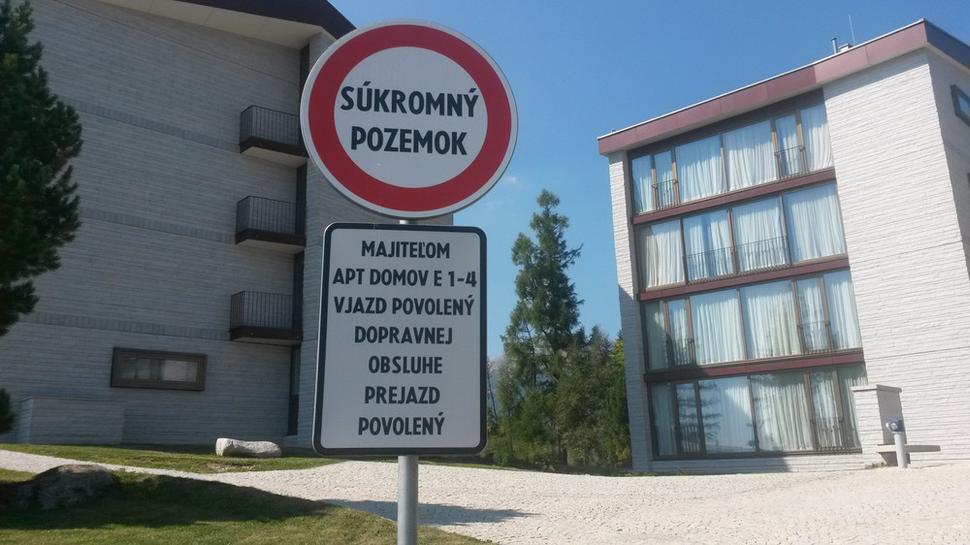 SÚKROMNÝ
POZEMOK
MAJITEĽOM
APT DOMOV E 1-4
VJAZD POVOLENÝ
DOPRAVNEJ
OBSLUHE
PREJAZD
POVOLENÝ